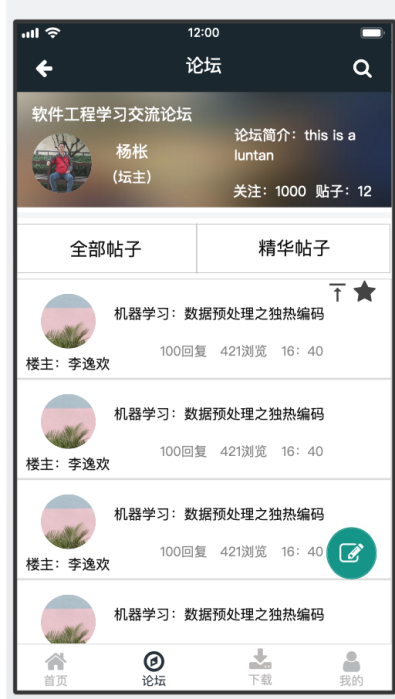 12:00
论坛
软件工程学习交流论坛
杨枨
(坛主)
论坛简介：this is a
luntan
关注：1000 贴子：12
全部帖子
精华帖子
机器学习：数据预处理之独热编码
100回复 421浏览 16：40
楼主：李逸欢
机器学习：数据预处理之独热编码
100回复 421浏览 16：40
楼主：李逸欢
机器学习：数据预处理之独热编码
100回复 421浏览 16：40
楼主：李逸欢
机器学习：数据预处理之独热编码
首页
论坛
下载
我的